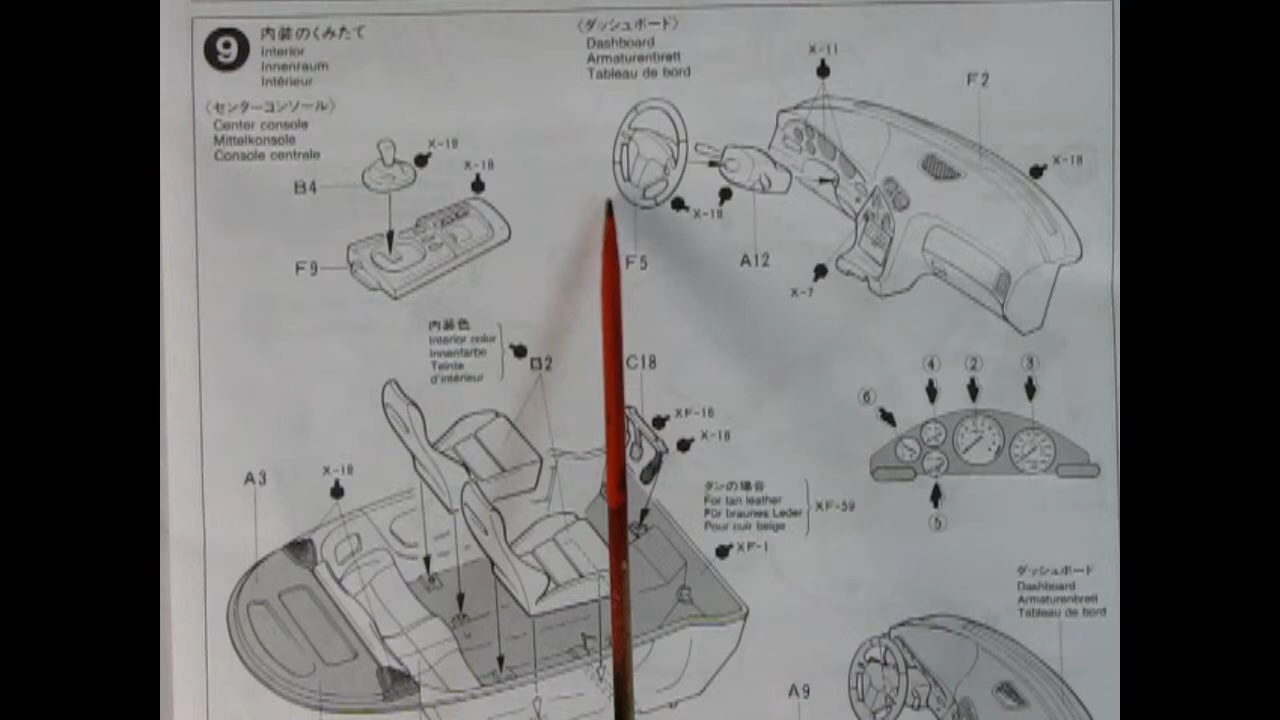 9
内装のくみたて
Interior
Innenraum
Intérieur
〈センターコンソール〉
Center console
Mittelkonsole
Console centrale
X-18
X-18
B4
F9
〈ダッシュボード〉
Dashboard
Armaturenbrett
Tableau de bord
X-11
F2
X-18
X-18
F5
A12
X-7
内装色
Interior color
Innenfarbe
Teinte
d'intérieur
B2
C18
XF-16
X-18
A3
X-18
タンの場合
For tan leather
Für braunes Leder
Pour cuir beige
XF-59
XF-1
④
②
③
⑥
⑤
ダッシュボード
Dashboard
Armaturenbrett
Tableau de bord
A9